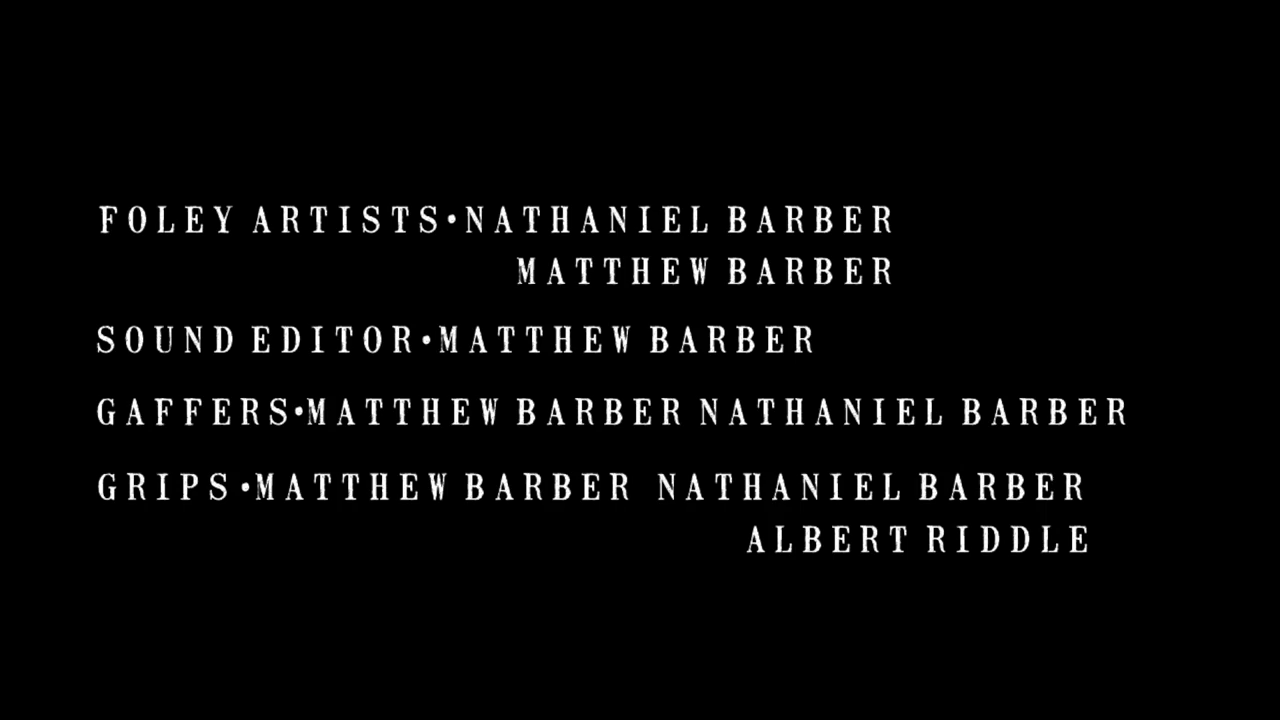 FOLEY ARTISTS•NATHANIEL BARBER
MATTHEW BARBER
SOUND EDITOR•MATTHEW BARBER
GAFFERS•MATTHEW BARBER NATHANIEL BARBER
GRIPS•MATTHEW BARBER NATHANIEL BARBER
ALBERT RIDDLE